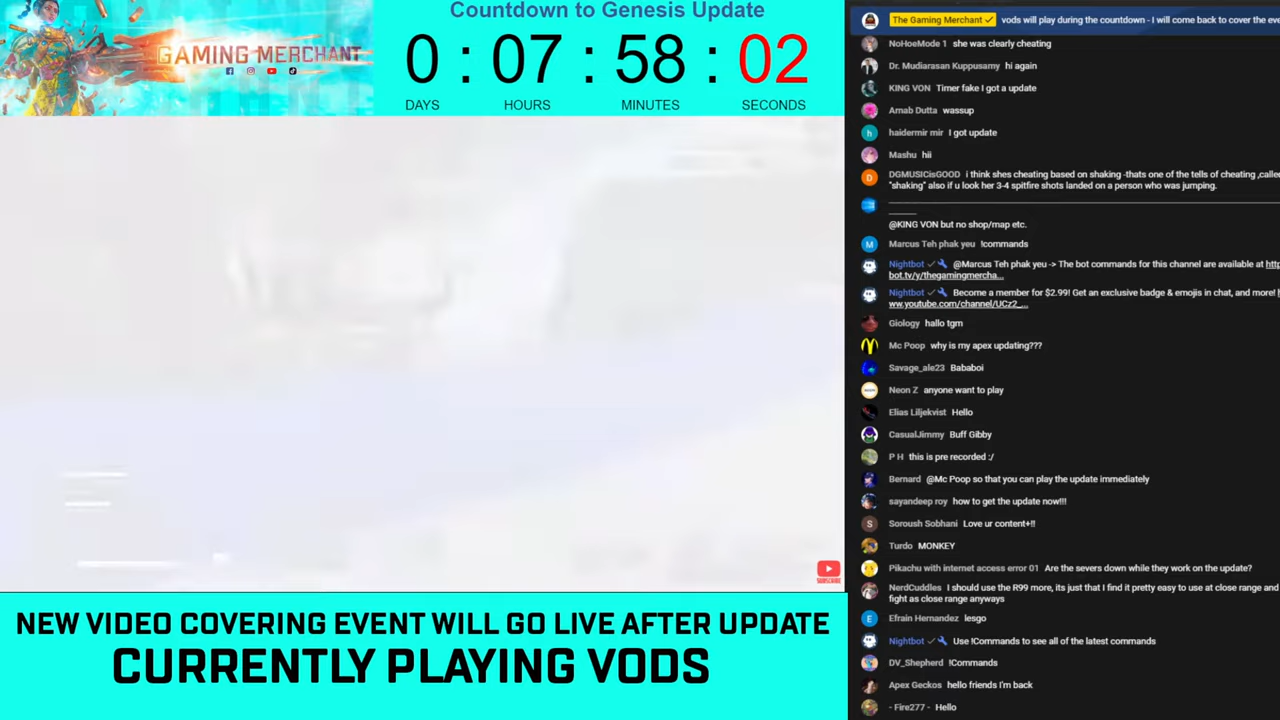 GAMING MERCHANT
Countdown to Genesis Update
0 : 07 : 58 : 02
DAYS HOURS MINUTES SECONDS
SUBSCRIBE
NEW VIDEO COVERING EVENT WILL GO LIVE AFTER UPDATE
CURRENTLY PLAYING VODS
The Gaming Merchant vods will play during the countdown - I will come back to cover the eve
NoHoeMode 1 she was clearly cheating
Dr. Mudiarasan Kuppusamy hi again
KING VON Timer fake I got a update
Arnab Dutta wassup
haidermir mir I got update
Mashu hii
DGMUSICisGOOD i think shes cheating based on shaking -thats one of the tells of cheating ,calle
"shaking" also if u look her 3-4 spitfire shots landed on a person who was jumping.
@KING VON but no shop/map etc.
Marcus Teh phak yeu !commands
Nightbot @Marcus Teh phak yeu -> The bot commands for this channel are available at http
bot.tv/y/thegamingmercha...
Nightbot Become a member for $2.99! Get an exclusive badge & emojis in chat, and more!
ww.youtube.com/channel/UCz2_...
Giology hallo tgm
Mc Poop why is my apex updating???
Savage_ale23 Bababoi
Neon Z anyone want to play
Elias Liljekvist Hello
CasualJimmy Buff Gibby
P H this is pre recorded :/
Bernard @Mc Poop so that you can play the update immediately
sayandeep roy how to get the update now!!!
Soroush Sobhani Love ur content+!!
Turdo MONKEY
Pikachu with internet access error 01 Are the severs down while they work on the update?
NerdCuddles I should use the R99 more, its just that I find it pretty easy to use at close range and
fight as close range anyways
Efrain Hernandez lesgo
Nightbot Use !Commands to see all of the latest commands
DV_Shepherd !Commands
Apex Geckos hello friends I'm back
- Fire277 - Hello